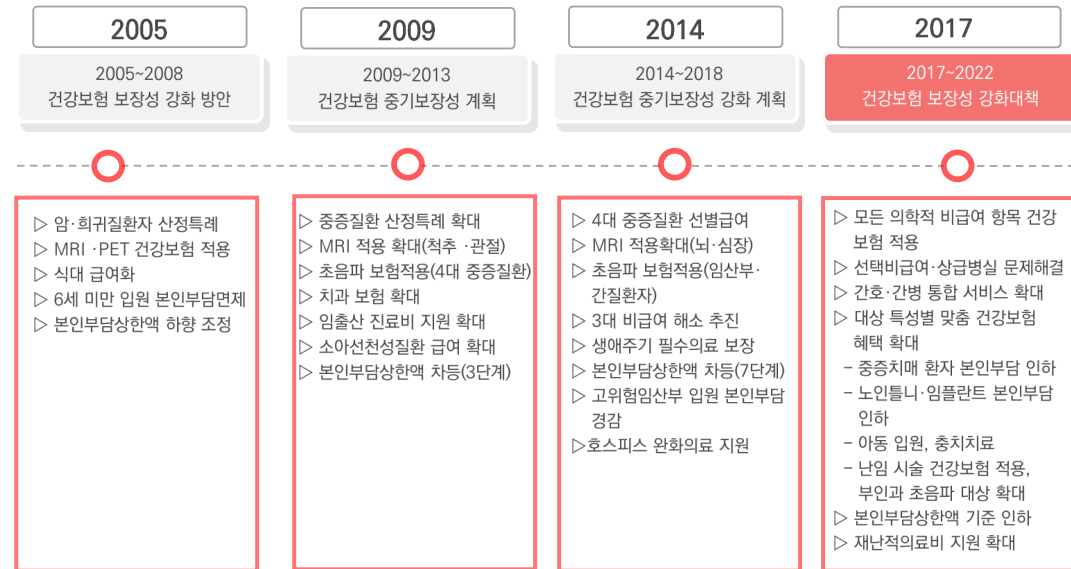 2005
2005~2008
건강보험 보장성 강화 방안
▷ 암·희귀질환자 산정특례
▷ MRI ·PET 건강보험 적용
▷ 식대 급여화
▷ 6세 미만 입원 본인부담면제
▷ 본인부담상한액 하향 조정
2009
2009~2013
건강보험 중기보장성 계획
▷ 중증질환 산정특례 확대
▷ MRI 적용 확대(척추 ·관절)
▷ 초음파 보험적용(4대 중증질환)
▷ 치과 보험 확대
▷ 임출산 진료비 지원 확대
▷ 소아선천성질환 급여 확대
▷ 본인부담상한액 차등(3단계)
2014
2014~2018
건강보험 중기보장성 강화 계획
▷ 4대 중증질환 선별급여
▷ MRI 적용확대(뇌·심장)
▷ 초음파 보험적용(임산부·
간질환자)
▷ 3대 비급여 해소 추진
▷ 생애주기 필수의료 보장
▷ 본인부담상한액 차등(7단계)
▷ 고위험임산부 입원 본인부담
경감
▷호스피스 완화의료 지원
2017
2017~2022
건강보험 보장성 강화대책
▷ 모든 의학적 비급여 항목 건강
보험 적용
▷ 선택비급여·상급병실 문제해결
▷ 간호·간병 통합 서비스 확대
▷ 대상 특성별 맞춤 건강보험
혜택 확대
- 중증치매 환자 본인부담 인하
- 노인틀니·임플란트 본인부담
인하
- 아동 입원, 충치치료
- 난임 시술 건강보험 적용,
부인과 초음파 대상 확대
▷ 본인부담상한액 기준 인하
▷ 재난적의료비 지원 확대